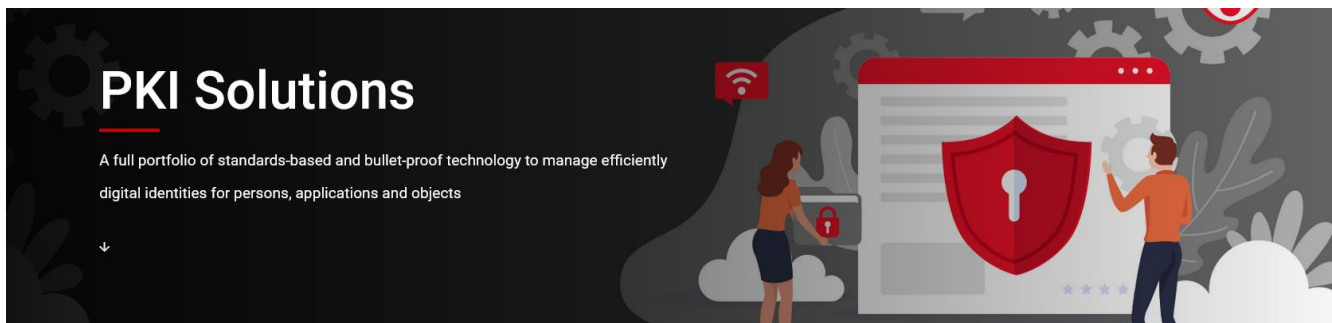 PKI Solutions
A full portfolio of standards-based and bullet-proof technology to manage efficiently
digital identities for persons, applications and objects